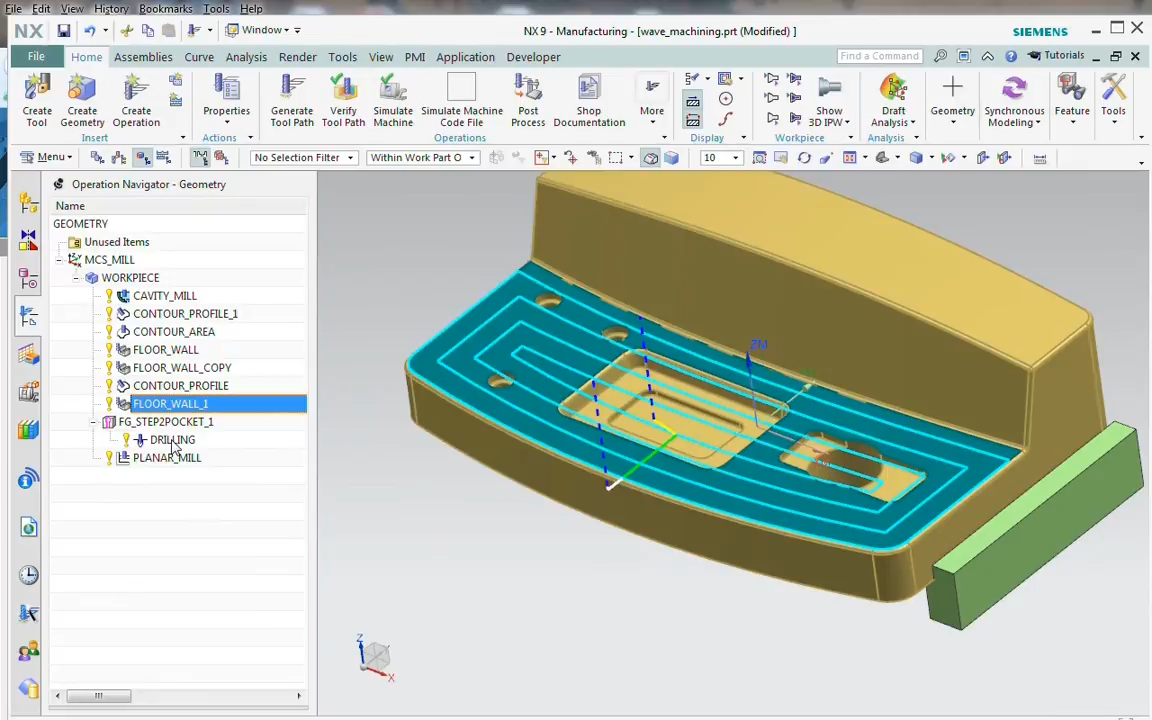 File Edit View History Bookmarks Tools Help
NX Window NX 9 - Manufacturing - [wave_machining.prt (Modified) ] SIEMENS
File Home Assemblies Curve Analysis Render Tools View PMI Application Developer Find a Command Tutorials
Create Tool Create Geometry Create Operation Properties Generate Tool Path Verify Tool Path Simulate Machine Simulate Machine Code File Post Process Shop Documentation More Show 3D IPW Draft Analysis Geometry Synchronous Modeling Feature Tools
Insert Actions Operations Display Workpiece Analysis
Menu No Selection Filter Within Work Part O 10
Operation Navigator - Geometry
Name
GEOMETRY
Unused Items
MCS_MILL
WORKPIECE
CAVITY_MILL
CONTOUR_PROFILE_1
CONTOUR_AREA
FLOOR_WALL
FLOOR_WALL_COPY
CONTOUR_PROFILE
FLOOR_WALL_1
FG_STEP2POCKET_1
DRILLING
PLANAR_MILL
ZM
Z
X